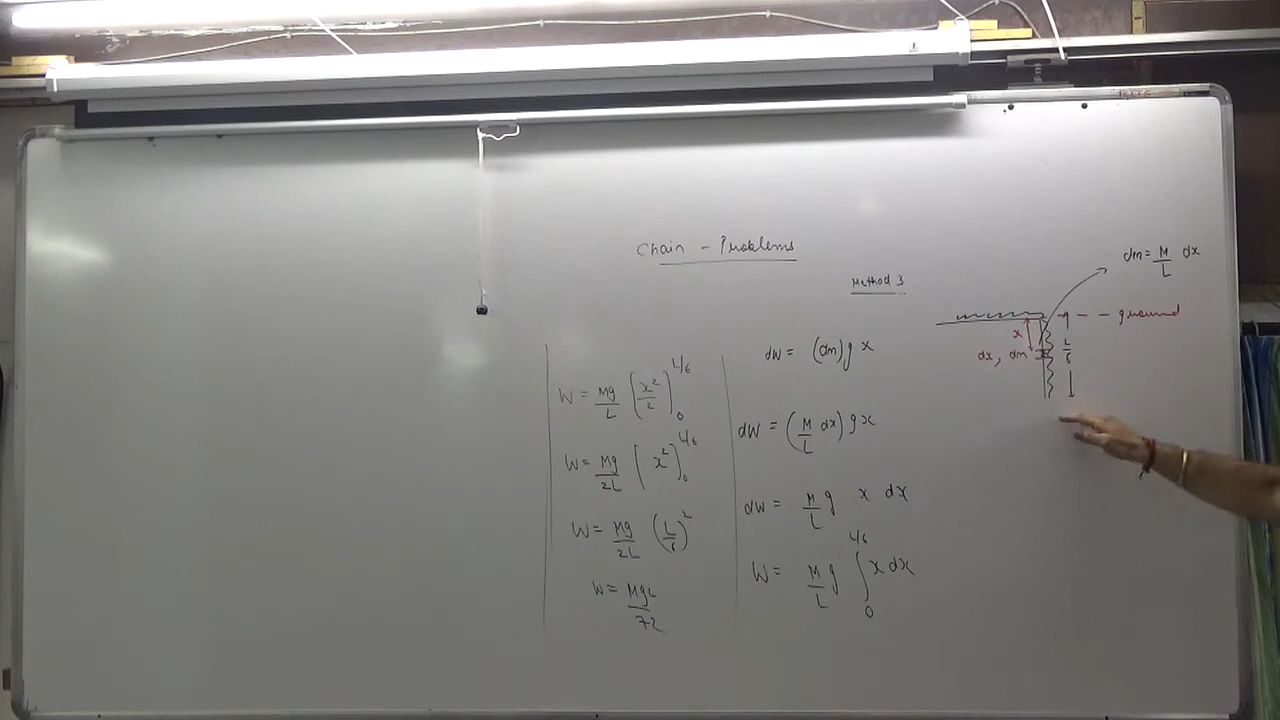 Chain - Problems
Method 3
dm = M/L dx
ground
x
dx, dm
L/6
dW = (dm) g x
dW = (M/L dx) g x
dW = M/L g x dx
W = M/L g ∫₀^{L/6} x dx
W = Mg/L [x²/2]₀^{L/6}
W = Mg/2L [x²]₀^{L/6}
W = Mg/2L (L/6)²
W = MgL/72